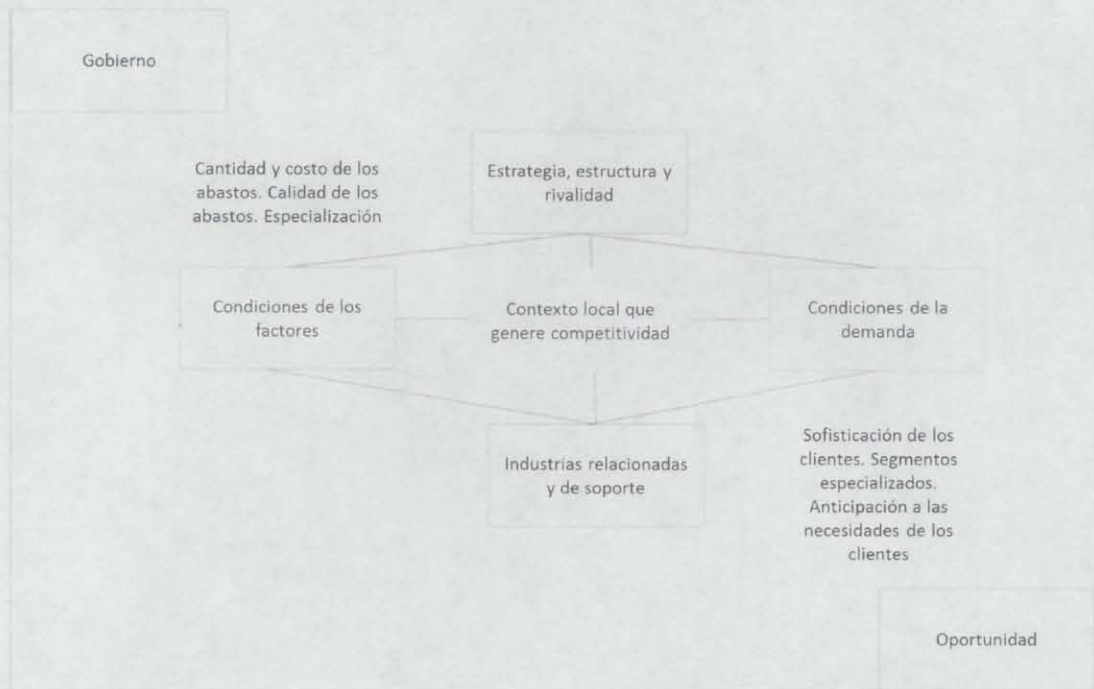 Gobierno
Cantidad y costo de los
abastos. Calidad de los
abastos. Especialización
Estrategia, estructura y
rivalidad
Condiciones de los
factores
Contexto local que
genere competitividad
Condiciones de la
demanda
Industrias relacionadas
y de soporte
Sofisticación de los
clientes. Segmentos
especializados.
Anticipación a las
necesidades de los
clientes
Oportunidad